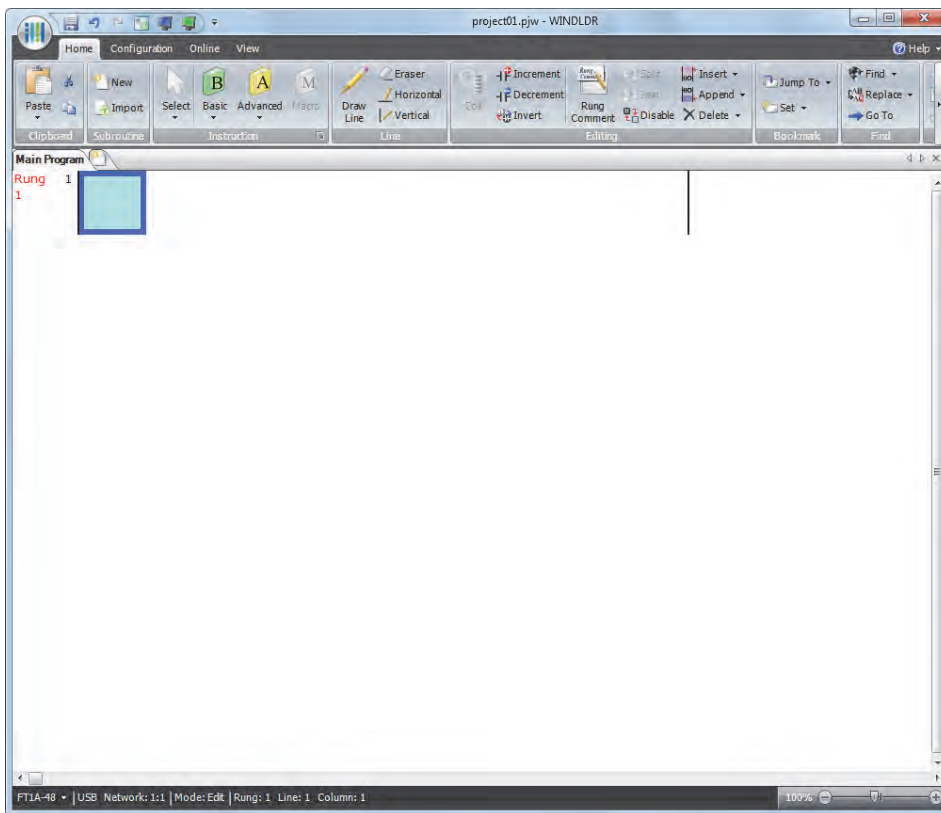 project01.pjw - WINDLDR
Home Configuration Online View Help
Paste New Import Select Basic Advanced Macro Draw Line Eraser Horizontal Vertical Coil Increment Decrement Invert Rung Comment Disable Insert Append Delete Jump To Set Find Replace Go To
B A M
Clipboard Subroutine Instruction Line Editing Bookmark Find
Main Program
Rung 1
1
FT1A-48 USB Network: 1:1 Mode: Edit Rung: 1 Line: 1 Column: 1 100%